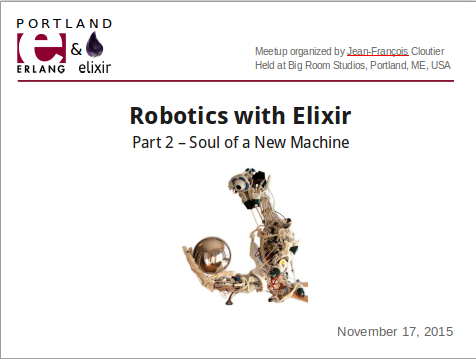 PORTLAND
e & elixir
ERLANG
Meetup organized by Jean-François Cloutier
Held at Big Room Studios, Portland, ME, USA
Robotics with Elixir
Part 2 – Soul of a New Machine
November 17, 2015